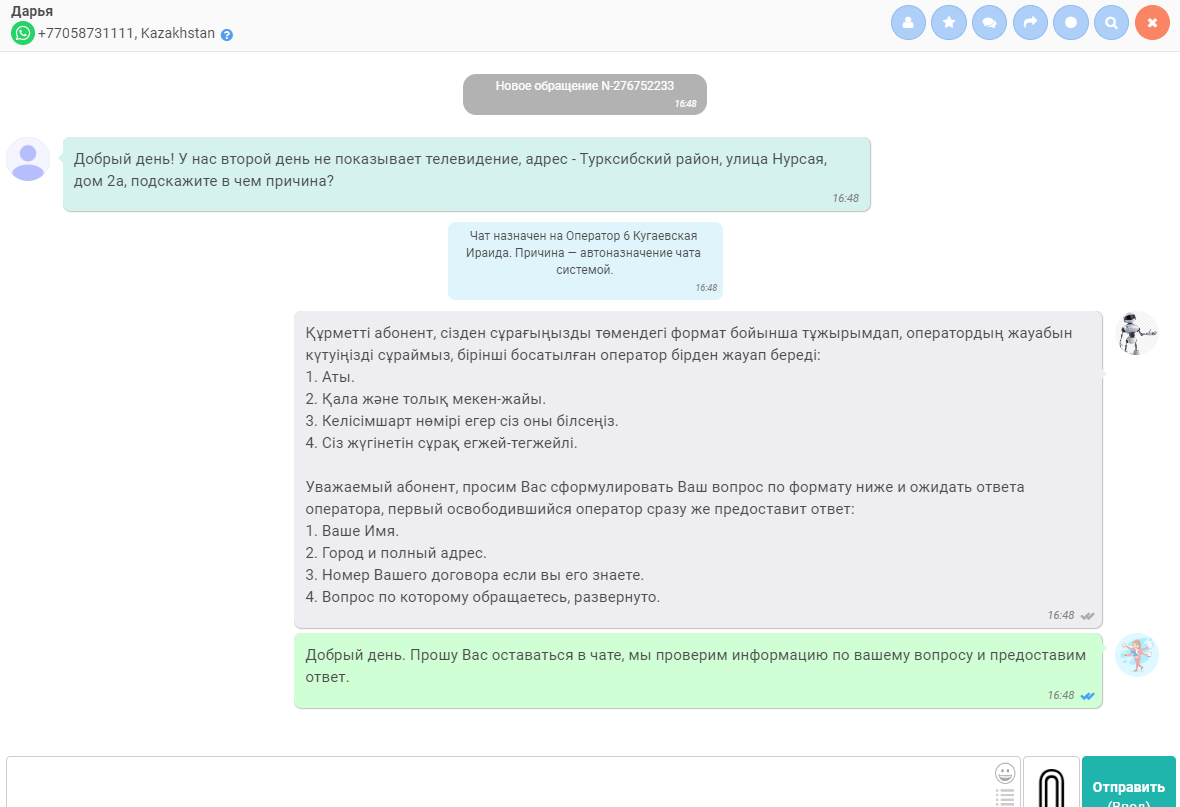 Дарья
+77058731111, Kazakhstan ?
Новое обращение N-276752233
16:48
Добрый день! У нас второй день не показывает телевидение, адрес - Турксибский район, улица Нурсая,
дом 2а, подскажите в чем причина?
16:48
Чат назначен на Оператор 6 Кугаевская
Ираида. Причина — автоназначение чата
системой.
16:48
Құрметті абонент, сізден сұрағыңызды төмендегі формат бойынша тұжырымдап, оператордың жауабын
күтуіңізді сұраймыз, бірінші босатылған оператор бірден жауап береді:
1. Аты.
2. Қала және толық мекен-жайы.
3. Келісімшарт нөмірі егер сіз оны білсеңіз.
4. Сіз жүгінетін сұрақ егжей-тегжейлі.
Уважаемый абонент, просим Вас сформулировать Ваш вопрос по формату ниже и ожидать ответа
оператора, первый освободившийся оператор сразу же предоставит ответ:
1. Ваше Имя.
2. Город и полный адрес.
3. Номер Вашего договора если вы его знаете.
4. Вопрос по которому обращаетесь, развернуто.
16:48
Добрый день. Прошу Вас оставаться в чате, мы проверим информацию по вашему вопросу и предоставим
ответ.
16:48
Отправить
(Ввод)